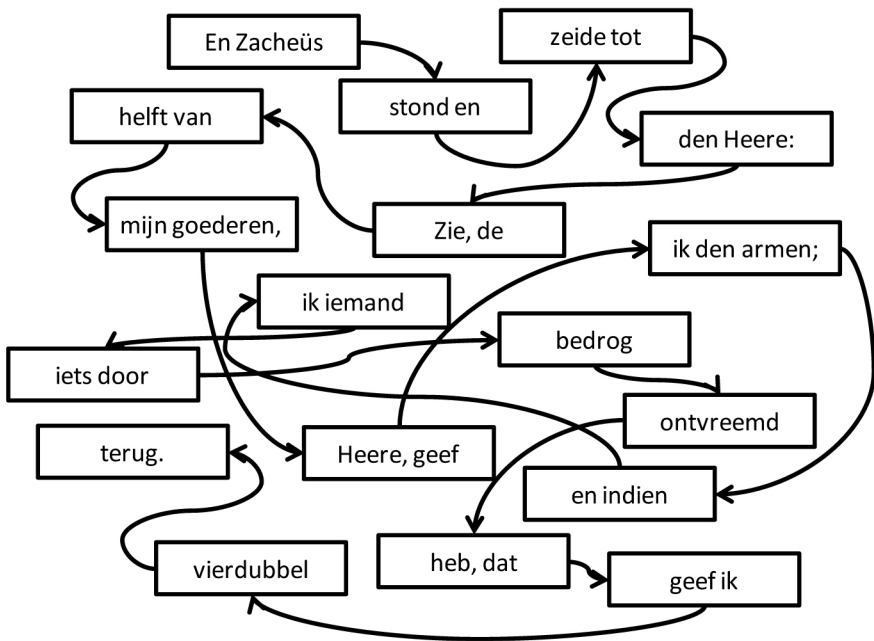 En Zacheüs
stond en
zeide tot
den Heere:
Zie, de
helft van
mijn goederen,
Heere, geef
ik den armen;
en indien
ik iemand
iets door
bedrog
ontvreemd
heb, dat
geef ik
vierdubbel
terug.